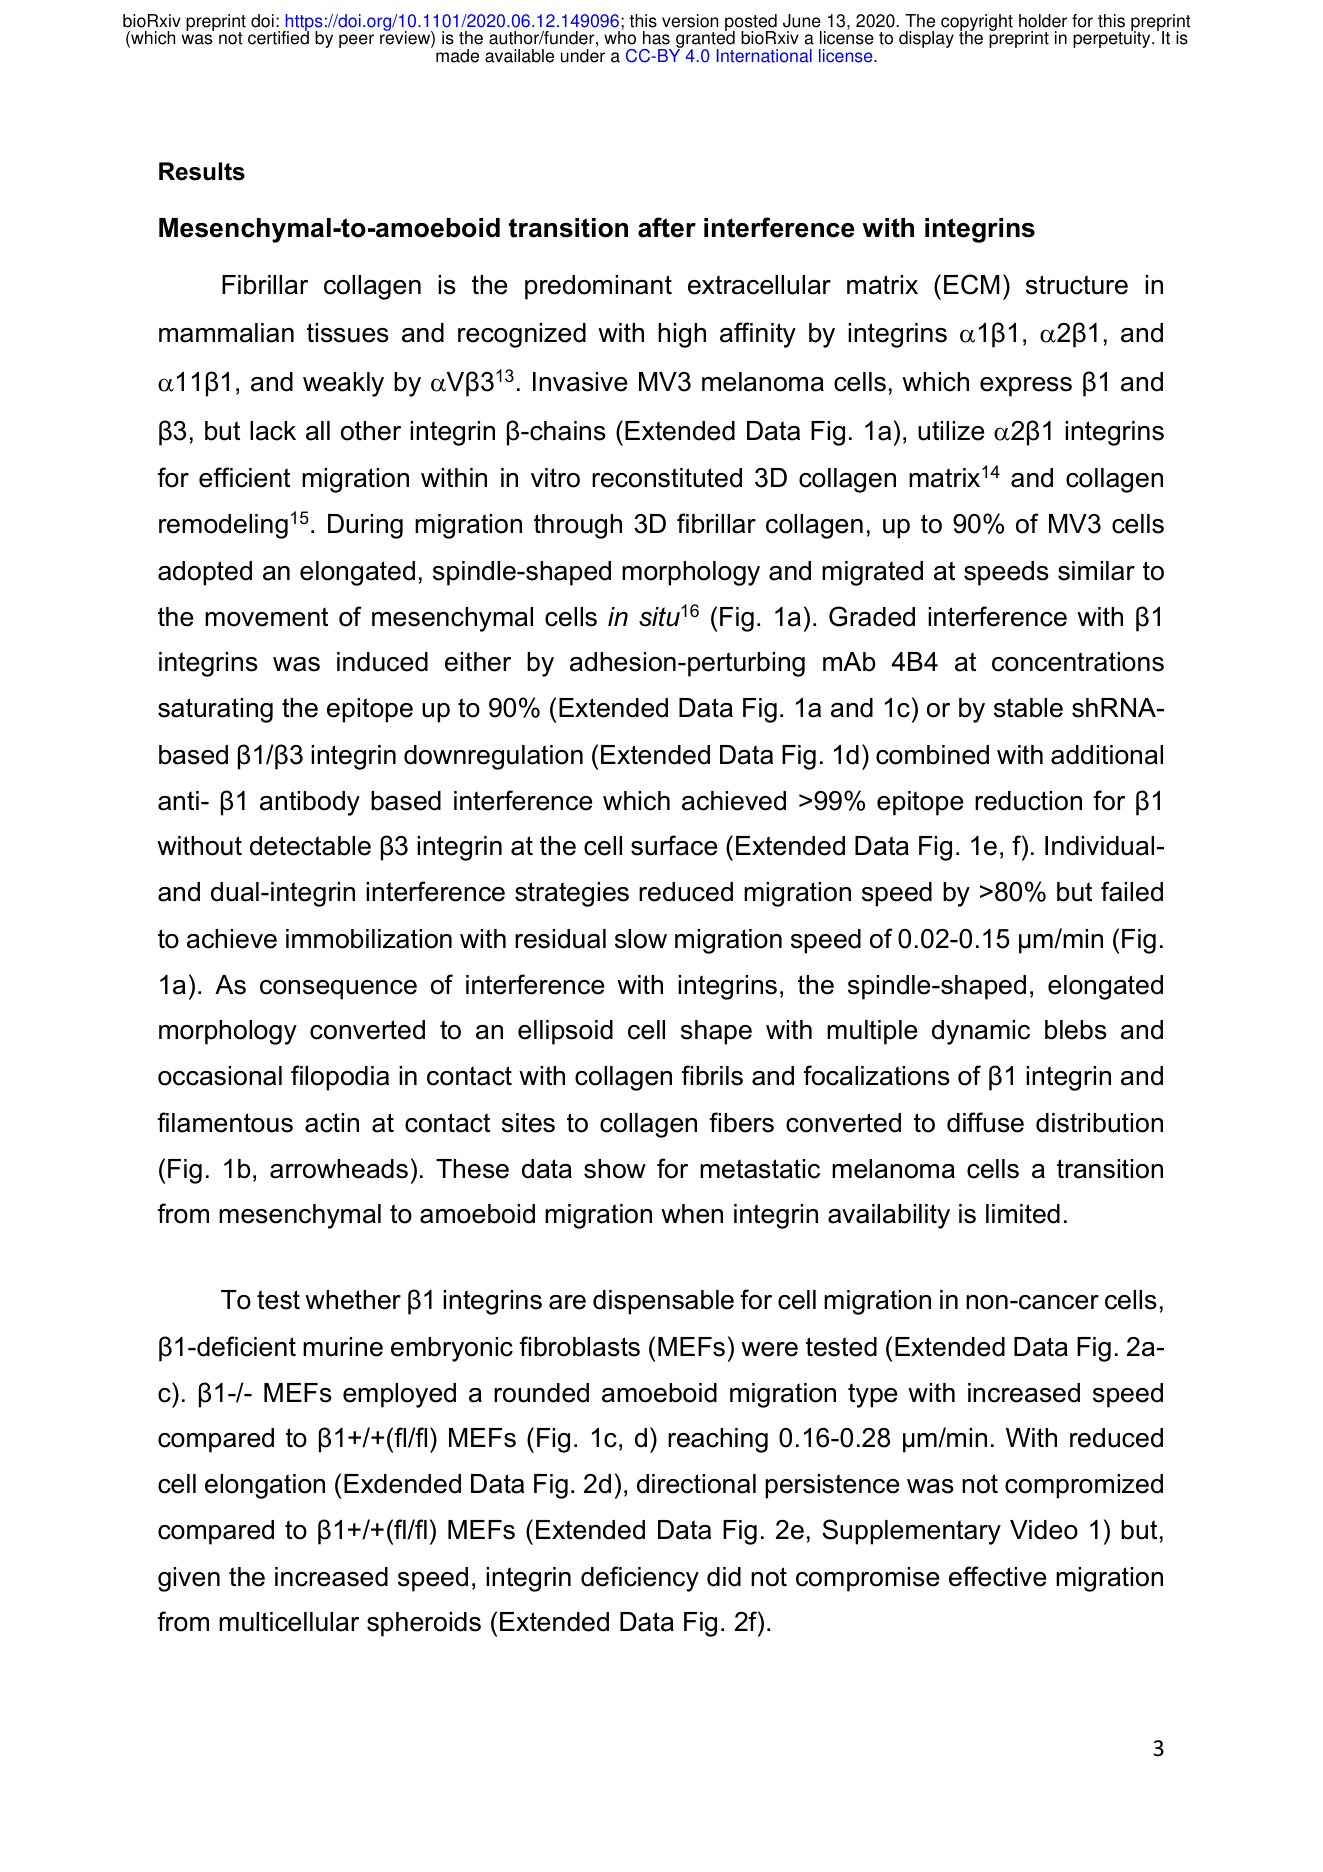 bioRxiv preprint doi: https://doi.org/10.1101/2020.06.12.149096; this version posted June 13, 2020. The copyright holder for this preprint
(which was not certified by peer review) is the author/funder, who has granted bioRxiv a license to display the preprint in perpetuity. It is
made available under a CC-BY 4.0 International license.
Results
Mesenchymal-to-amoeboid transition after interference with integrins
Fibrillar collagen is the predominant extracellular matrix (ECM) structure in
mammalian tissues and recognized with high affinity by integrins α1β1, α2β1, and
α11β1, and weakly by αVβ3¹³. Invasive MV3 melanoma cells, which express β1 and
β3, but lack all other integrin β-chains (Extended Data Fig. 1a), utilize α2β1 integrins
for efficient migration within in vitro reconstituted 3D collagen matrix¹⁴ and collagen
remodeling¹⁵. During migration through 3D fibrillar collagen, up to 90% of MV3 cells
adopted an elongated, spindle-shaped morphology and migrated at speeds similar to
the movement of mesenchymal cells in situ¹⁶ (Fig. 1a). Graded interference with β1
integrins was induced either by adhesion-perturbing mAb 4B4 at concentrations
saturating the epitope up to 90% (Extended Data Fig. 1a and 1c) or by stable shRNA-
based β1/β3 integrin downregulation (Extended Data Fig. 1d) combined with additional
anti- β1 antibody based interference which achieved >99% epitope reduction for β1
without detectable β3 integrin at the cell surface (Extended Data Fig. 1e, f). Individual-
and dual-integrin interference strategies reduced migration speed by >80% but failed
to achieve immobilization with residual slow migration speed of 0.02-0.15 µm/min (Fig.
1a). As consequence of interference with integrins, the spindle-shaped, elongated
morphology converted to an ellipsoid cell shape with multiple dynamic blebs and
occasional filopodia in contact with collagen fibrils and focalizations of β1 integrin and
filamentous actin at contact sites to collagen fibers converted to diffuse distribution
(Fig. 1b, arrowheads). These data show for metastatic melanoma cells a transition
from mesenchymal to amoeboid migration when integrin availability is limited.
To test whether β1 integrins are dispensable for cell migration in non-cancer cells,
β1-deficient murine embryonic fibroblasts (MEFs) were tested (Extended Data Fig. 2a-
c). β1-/- MEFs employed a rounded amoeboid migration type with increased speed
compared to β1+/+(fl/fl) MEFs (Fig. 1c, d) reaching 0.16-0.28 µm/min. With reduced
cell elongation (Exdended Data Fig. 2d), directional persistence was not compromized
compared to β1+/+(fl/fl) MEFs (Extended Data Fig. 2e, Supplementary Video 1) but,
given the increased speed, integrin deficiency did not compromise effective migration
from multicellular spheroids (Extended Data Fig. 2f).
3